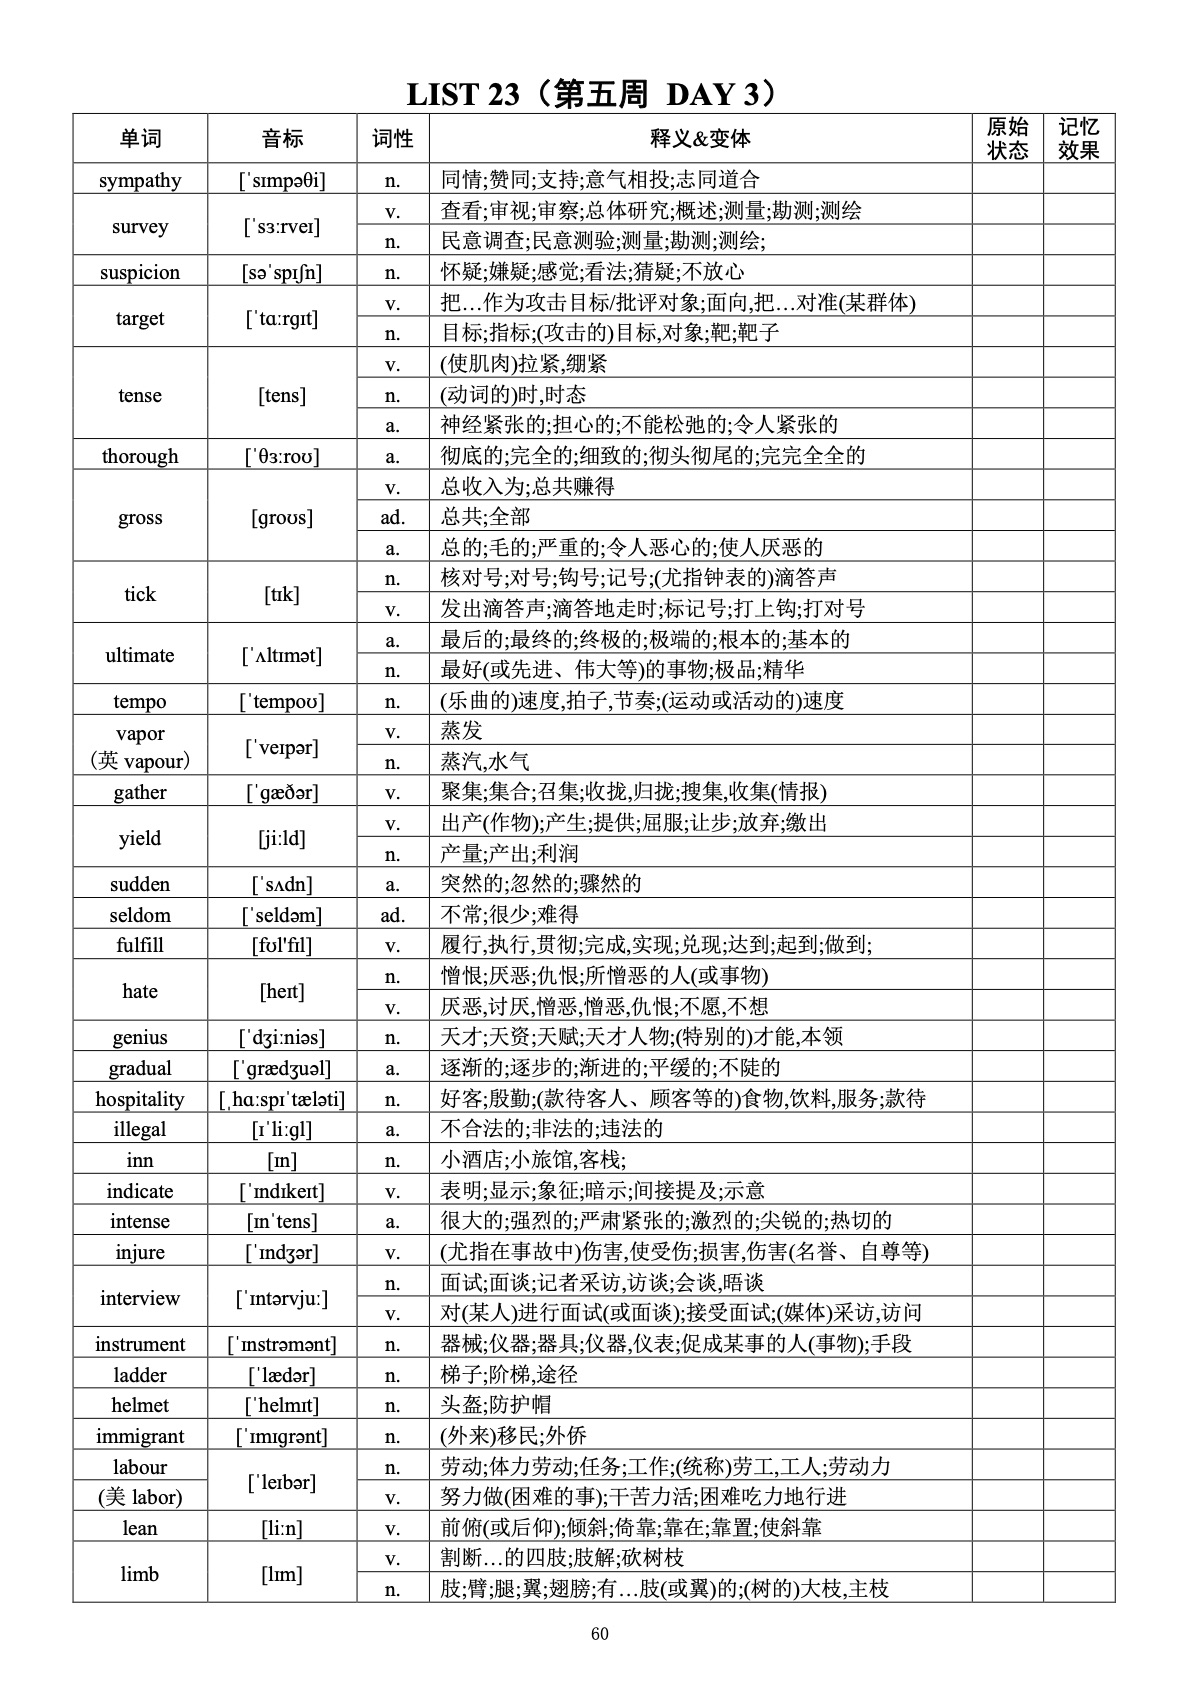 LIST 23（第五周 DAY 3）
单词 音标 词性 释义&变体 原始状态 记忆效果
sympathy [ˈsɪmpəθi] n. 同情;赞同;支持;意气相投;志同道合
survey [ˈsɜːrveɪ] v. 查看;审视;审察;总体研究;概述;测量;勘测;测绘
n. 民意调查;民意测验;测量;勘测;测绘;
suspicion [səˈspɪʃn] n. 怀疑;嫌疑;感觉;看法;猜疑;不放心
target [ˈtɑːrɡɪt] v. 把…作为攻击目标/批评对象;面向,把…对准(某群体)
n. 目标;指标;(攻击的)目标,对象;靶;靶子
tense [tens] v. (使肌肉)拉紧,绷紧
n. (动词的)时,时态
a. 神经紧张的;担心的;不能松弛的;令人紧张的
thorough [ˈθɜːroʊ] a. 彻底的;完全的;细致的;彻头彻尾的;完完全全的
gross [ɡroʊs] v. 总收入为;总共赚得
ad. 总共;全部
a. 总的;毛的;严重的;令人恶心的;使人厌恶的
tick [tɪk] n. 核对号;对号;钩号;记号;(尤指钟表的)滴答声
v. 发出滴答声;滴答地走时;标记号;打上钩;打对号
ultimate [ˈʌltɪmət] a. 最后的;最终的;终极的;极端的;根本的;基本的
n. 最好(或先进、伟大等)的事物;极品;精华
tempo [ˈtempoʊ] n. (乐曲的)速度,拍子,节奏;(运动或活动的)速度
vapor （英 vapour） [ˈveɪpər] v. 蒸发
n. 蒸汽,水气
gather [ˈɡæðər] v. 聚集;集合;召集;收拢,归拢;搜集,收集(情报)
yield [jiːld] v. 出产(作物);产生;提供;屈服;让步;放弃;缴出
n. 产量;产出;利润
sudden [ˈsʌdn] a. 突然的;忽然的;骤然的
seldom [ˈseldəm] ad. 不常;很少;难得
fulfill [fʊl'fɪl] v. 履行,执行,贯彻;完成,实现;兑现;达到;起到;做到;
hate [heɪt] n. 憎恨;厌恶;仇恨;所憎恶的人(或事物)
v. 厌恶,讨厌,憎恶,憎恶,仇恨;不愿,不想
genius [ˈdʒiːniəs] n. 天才;天资;天赋;天才人物;(特别的)才能,本领
gradual [ˈɡrædʒuəl] a. 逐渐的;逐步的;渐进的;平缓的;不陡的
hospitality [ˌhɑːspɪˈtæləti] n. 好客;殷勤;(款待客人、顾客等的)食物,饮料,服务;款待
illegal [ɪˈliːɡl] a. 不合法的;非法的;违法的
inn [ɪn] n. 小酒店;小旅馆,客栈;
indicate [ˈɪndɪkeɪt] v. 表明;显示;象征;暗示;间接提及;示意
intense [ɪnˈtens] a. 很大的;强烈的;严肃紧张的;激烈的;尖锐的;热切的
injure [ˈɪndʒər] v. (尤指在事故中)伤害,使受伤;损害,伤害(名誉、自尊等)
interview [ˈɪntərvjuː] n. 面试;面谈;记者采访,访谈;会谈,晤谈
v. 对(某人)进行面试(或面谈);接受面试;(媒体)采访,访问
instrument [ˈɪnstrəmənt] n. 器械;仪器;器具;仪器,仪表;促成某事的人(事物);手段
ladder [ˈlædər] n. 梯子;阶梯,途径
helmet [ˈhelmɪt] n. 头盔;防护帽
immigrant [ˈɪmɪɡrənt] n. (外来)移民;外侨
labour [ˈleɪbər] n. 劳动;体力劳动;任务;工作;(统称)劳工,工人;劳动力
(美 labor) v. 努力做(困难的事);干苦力活;困难吃力地行进
lean [liːn] v. 前俯(或后仰);倾斜;倚靠;靠在;靠置;使斜靠
limb [lɪm] v. 割断…的四肢;肢解;砍树枝
n. 肢;臂;腿;翼;翅膀;有…肢(或翼)的;(树的)大枝,主枝
60